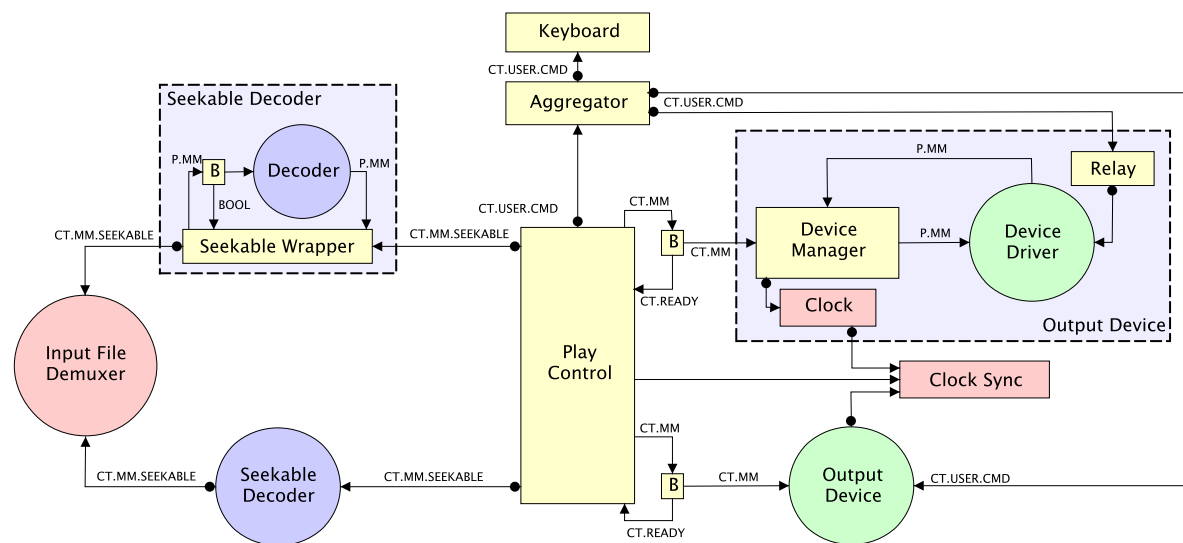 Keyboard
CT.USER.CMD
Aggregator
CT.USER.CMD
Seekable Decoder
P.MM
B
Decoder
P.MM
BOOL
Seekable Wrapper
CT.MM.SEEKABLE
CT.MM.SEEKABLE
CT.USER.CMD
CT.MM
B
CT.MM
CT.READY
P.MM
Relay
Device
Manager
P.MM
Device
Driver
Clock
Output Device
Input File
Demuxer
Play
Control
Clock Sync
CT.MM.SEEKABLE
Seekable
Decoder
CT.MM.SEEKABLE
CT.MM
B
CT.MM
CT.READY
Output
Device
CT.USER.CMD